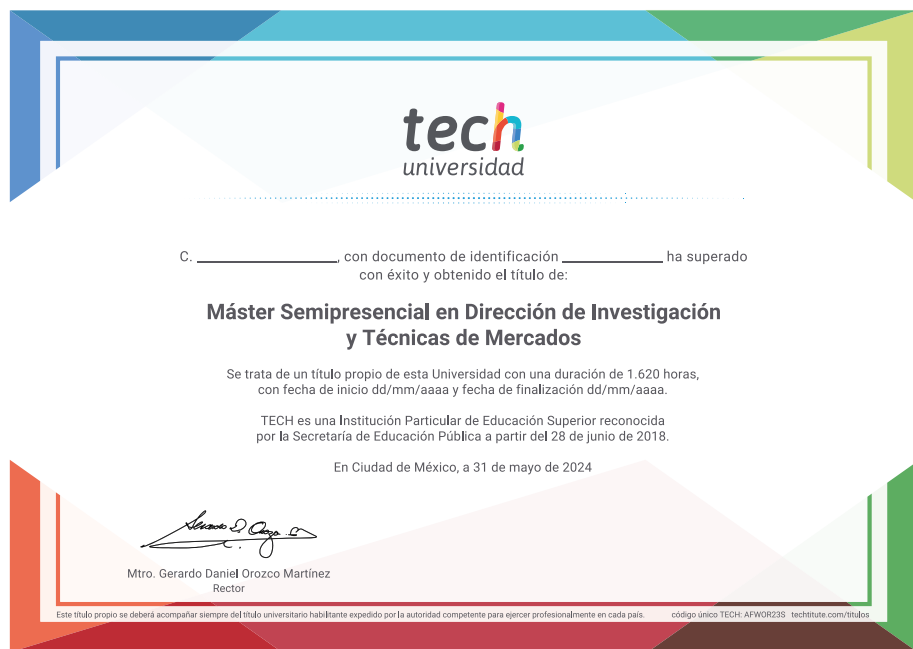 tech
universidad
C. ____________________, con documento de identificación ______________ ha superado
con éxito y obtenido el título de:
Máster Semipresencial en Dirección de Investigación
y Técnicas de Mercados
Se trata de un título propio de esta Universidad con una duración de 1.620 horas,
con fecha de inicio dd/mm/aaaa y fecha de finalización dd/mm/aaaa.
TECH es una Institución Particular de Educación Superior reconocida
por la Secretaría de Educación Pública a partir del 28 de junio de 2018.
En Ciudad de México, a 31 de mayo de 2024
Mtro. Gerardo Daniel Orozco Martínez
Rector
Este título propio se deberá acompañar siempre del título universitario habilitante expedido por la autoridad competente para ejercer profesionalmente en cada país. código único TECH: AFWOR23S techtitute.com/titulos